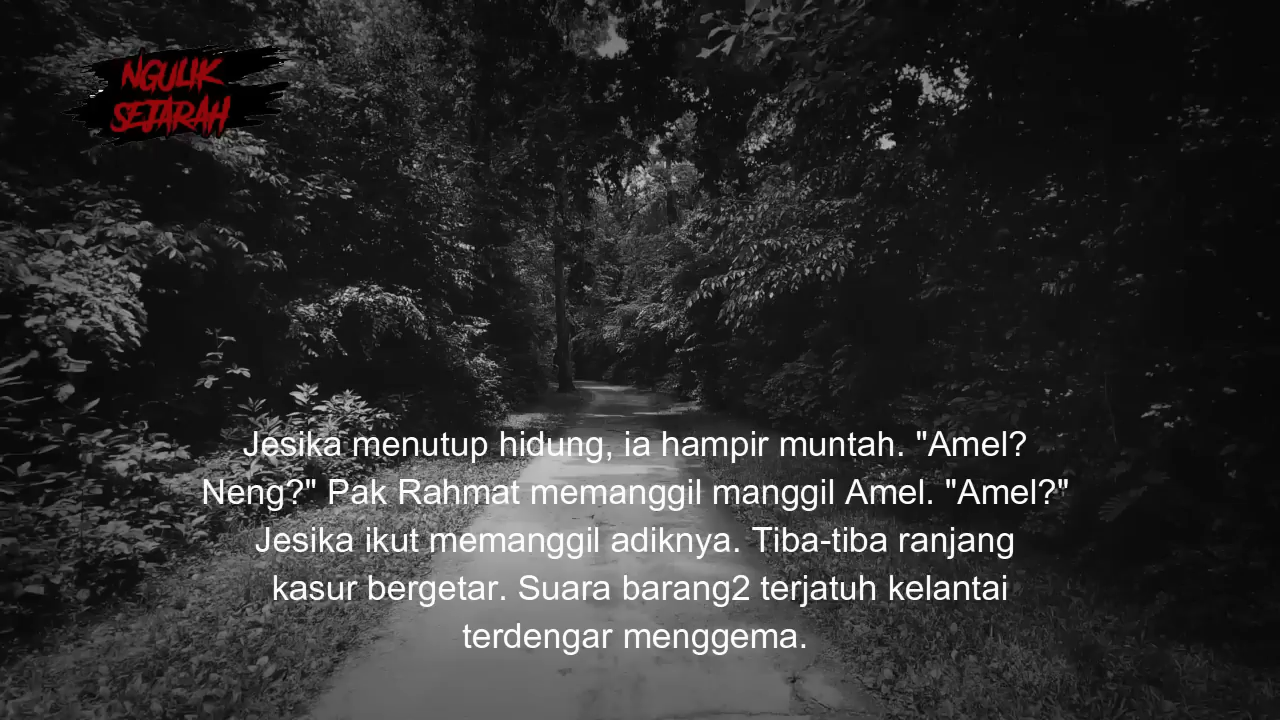 NGULIK
SEJARAH
Jesika menutup hidung, ia hampir muntah. "Amel?
Neng?" Pak Rahmat memanggil manggil Amel. "Amel?"
Jesika ikut memanggil adiknya. Tiba-tiba ranjang
kasur bergetar. Suara barang2 terjatuh kelantai
terdengar menggema.